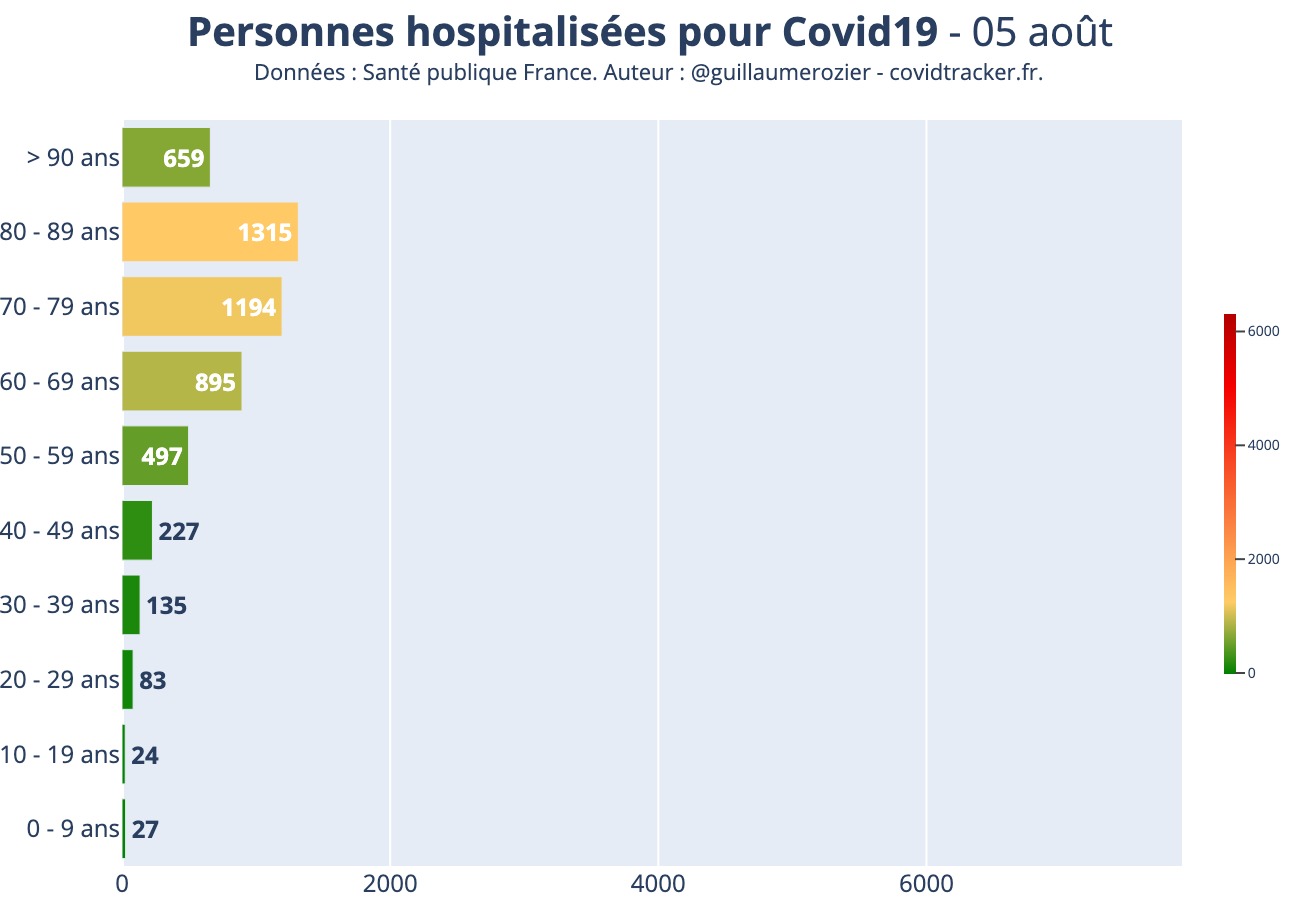 Personnes hospitalisées pour Covid19 - 05 août
Données : Santé publique France. Auteur : @guillaumerozier - covidtracker.fr.
> 90 ans 659
80 - 89 ans 1315
70 - 79 ans 1194
60 - 69 ans 895
50 - 59 ans 497
40 - 49 ans 227
30 - 39 ans 135
20 - 29 ans 83
10 - 19 ans 24
0 - 9 ans 27
0 2000 4000 6000
6000
4000
2000
0